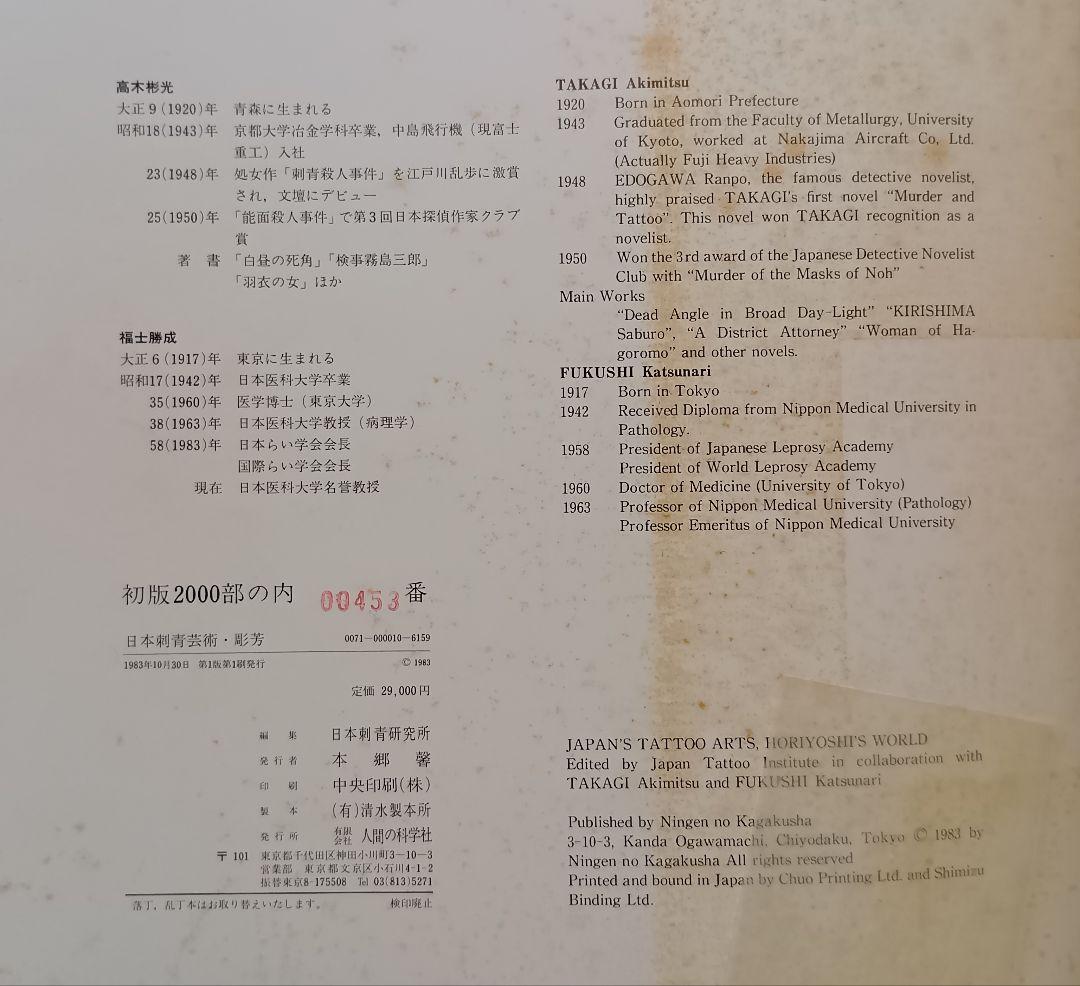 高木彬光
大正9(1920)年 青森に生まれる
昭和18(1943)年 京都大学冶金学科卒業，中島飛行機（現富士
重工）入社
23(1948)年 処女作「刺青殺人事件」を江戸川乱歩に激賞
され，文壇にデビュー
25(1950)年 「能面殺人事件」で第3回日本探偵作家クラブ
賞
著書 「白昼の死角」「検事霧島三郎」
「羽衣の女」ほか
福士勝成
大正6(1917)年 東京に生まれる
昭和17(1942)年 日本医科大学卒業
35(1960)年 医学博士（東京大学）
38(1963)年 日本医科大学教授（病理学）
58(1983)年 日本らい学会会長
国際らい学会会長
現在 日本医科大学名誉教授
初版2000部の内 00453番
日本刺青芸術・彫芳 0071-000010-6159
1983年10月30日 第1版第1刷発行 © 1983
定価 29,000円
編集 日本刺青研究所
発行者 本郷馨
印刷 中央印刷(株)
製本 (有)清水製本所
発行所 有限会社 人間の科学社
〒101 東京都千代田区神田小川町3-10-3
営業部 東京都文京区小石川4-1-2
振替東京8-175508 Tel 03(813)5271
落丁，乱丁本はお取り替えいたします。 検印廃止
TAKAGI Akimitsu
1920 Born in Aomori Prefecture
1943 Graduated from the Faculty of Metallurgy, University
of Kyoto, worked at Nakajima Aircraft Co, Ltd.
(Actually Fuji Heavy Industries)
1948 EDOGAWA Ranpo, the famous detective novelist,
highly praised TAKAGI's first novel "Murder and
Tattoo". This novel won TAKAGI recognition as a
novelist.
1950 Won the 3rd award of the Japanese Detective Novelist
Club with "Murder of the Masks of Noh"
Main Works
"Dead Angle in Broad Day-Light" "KIRISHIMA
Saburo", "A District Attorney" "Woman of Ha-
goromo" and other novels.
FUKUSHI Katsunari
1917 Born in Tokyo
1942 Received Diploma from Nippon Medical University in
Pathology.
1958 President of Japanese Leprosy Academy
President of World Leprosy Academy
1960 Doctor of Medicine (University of Tokyo)
1963 Professor of Nippon Medical University (Pathology)
Professor Emeritus of Nippon Medical University
JAPAN'S TATTOO ARTS, HORIYOSHI'S WORLD
Edited by Japan Tattoo Institute in collaboration with
TAKAGI Akimitsu and FUKUSHI Katsunari
Published by Ningen no Kagakusha
3-10-3, Kanda Ogawamachi, Chiyodaku, Tokyo © 1983 by
Ningen no Kagakusha All rights reserved
Printed and bound in Japan by Chuo Printing Ltd. and Shimizu
Binding Ltd.